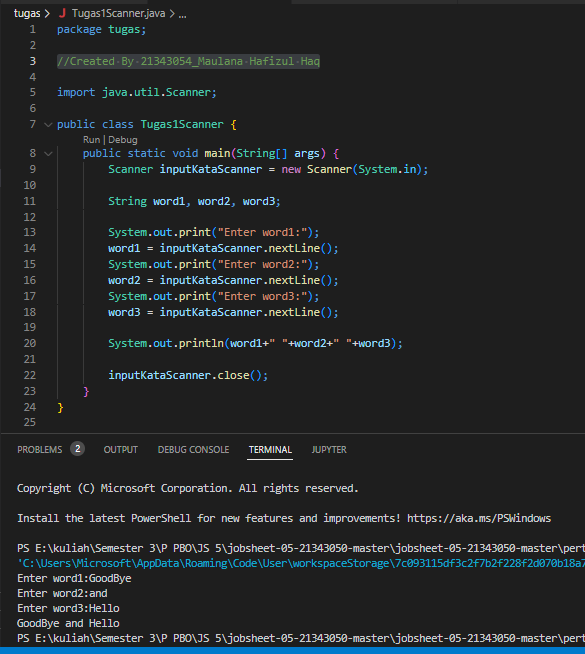 tugas > J Tugas1Scanner.java > ...
1 package tugas;
2
3 //Created By 21343054_Maulana Hafizul Haq
4
5 import java.util.Scanner;
6
7 public class Tugas1Scanner {
Run | Debug
8 public static void main(String[] args) {
9 Scanner inputKataScanner = new Scanner(System.in);
10
11 String word1, word2, word3;
12
13 System.out.print("Enter word1:");
14 word1 = inputKataScanner.nextLine();
15 System.out.print("Enter word2:");
16 word2 = inputKataScanner.nextLine();
17 System.out.print("Enter word3:");
18 word3 = inputKataScanner.nextLine();
19
20 System.out.println(word1+" "+word2+" "+word3);
21
22 inputKataScanner.close();
23 }
24 }
25
PROBLEMS 2 OUTPUT DEBUG CONSOLE TERMINAL JUPYTER
Copyright (C) Microsoft Corporation. All rights reserved.
Install the latest PowerShell for new features and improvements! https://aka.ms/PSWindows
PS E:\kuliah\Semester 3\P PBO\JS 5\jobsheet-05-21343050-master\jobsheet-05-21343050-master\pert
'C:\Users\Microsoft\AppData\Roaming\Code\User\workspaceStorage\7c093115df3c2f7b2f228f2d070b18a7
Enter word1:GoodBye
Enter word2:and
Enter word3:Hello
GoodBye and Hello
PS E:\kuliah\Semester 3\P PBO\JS 5\jobsheet-05-21343050-master\jobsheet-05-21343050-master\pert